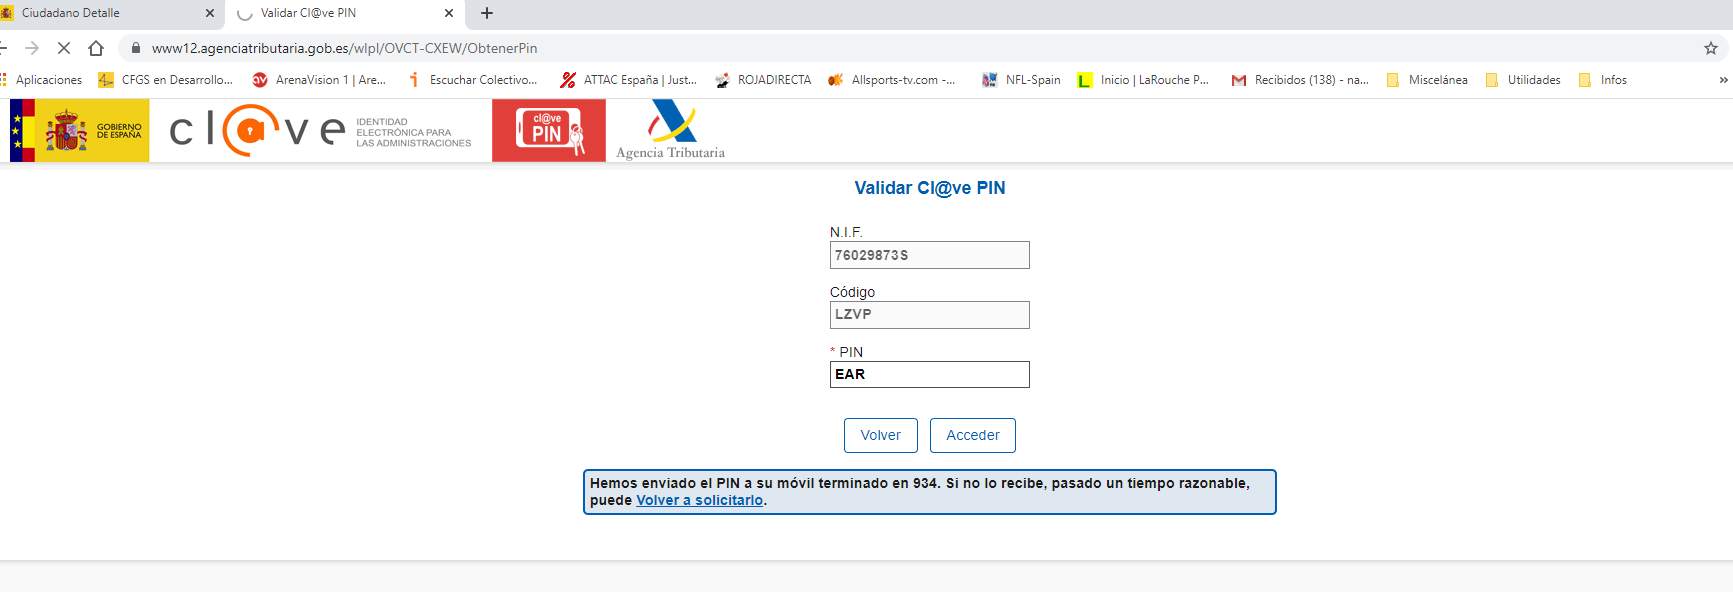 Ciudadano Detalle
Validar Cl@ve PIN
www12.agenciatributaria.gob.es/wlpl/OVCT-CXEW/ObtenerPin
Aplicaciones CFGS en Desarrollo... ArenaVision 1 | Are... Escuchar Colectivo... ATTAC España | Just... ROJADIRECTA Allsports-tv.com -... NFL-Spain Inicio | LaRouche P... Recibidos (138) - na... Miscelánea Utilidades Infos »
GOBIERNO
DE ESPAÑA
cl@ve
IDENTIDAD
ELECTRÓNICA PARA
LAS ADMINISTRACIONES
cl@ve
PIN
Agencia Tributaria
Validar Cl@ve PIN
N.I.F.
76029873S
Código
LZVP
* PIN
EAR
Volver Acceder
Hemos enviado el PIN a su móvil terminado en 934. Si no lo recibe, pasado un tiempo razonable,
puede Volver a solicitarlo.